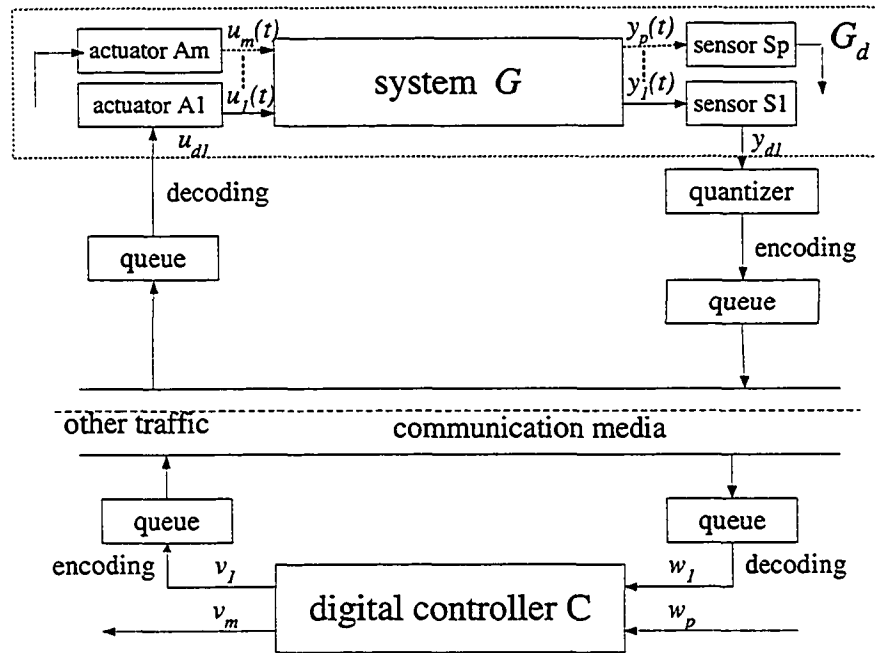 actuator Am
u_m(t)
system G
y_p(t)
sensor Sp
G_d
actuator A1
u_1(t)
y_1(t)
sensor S1
u_d1
y_d1
decoding
quantizer
queue
encoding
queue
other traffic
communication media
queue
queue
encoding
v_1
digital controller C
w_1
decoding
v_m
w_p